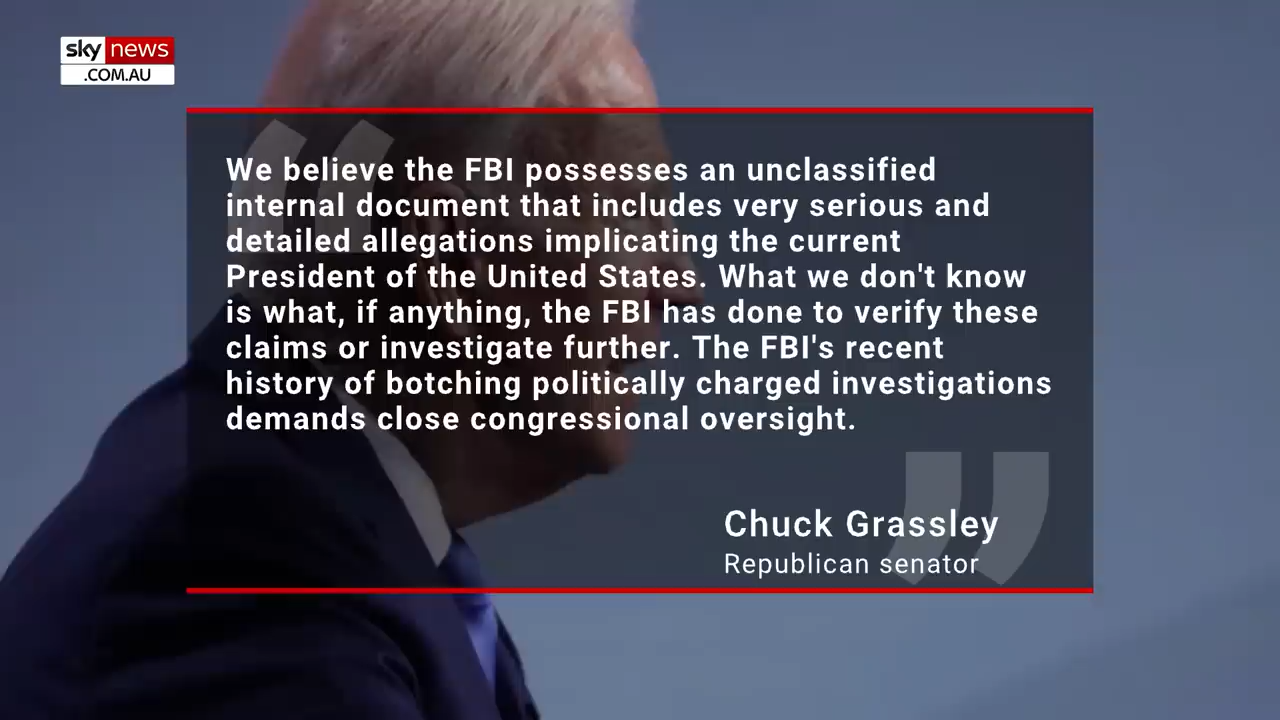 sky news
.COM.AU
We believe the FBI possesses an unclassified
internal document that includes very serious and
detailed allegations implicating the current
President of the United States. What we don't know
is what, if anything, the FBI has done to verify these
claims or investigate further. The FBI's recent
history of botching politically charged investigations
demands close congressional oversight.
Chuck Grassley
Republican senator